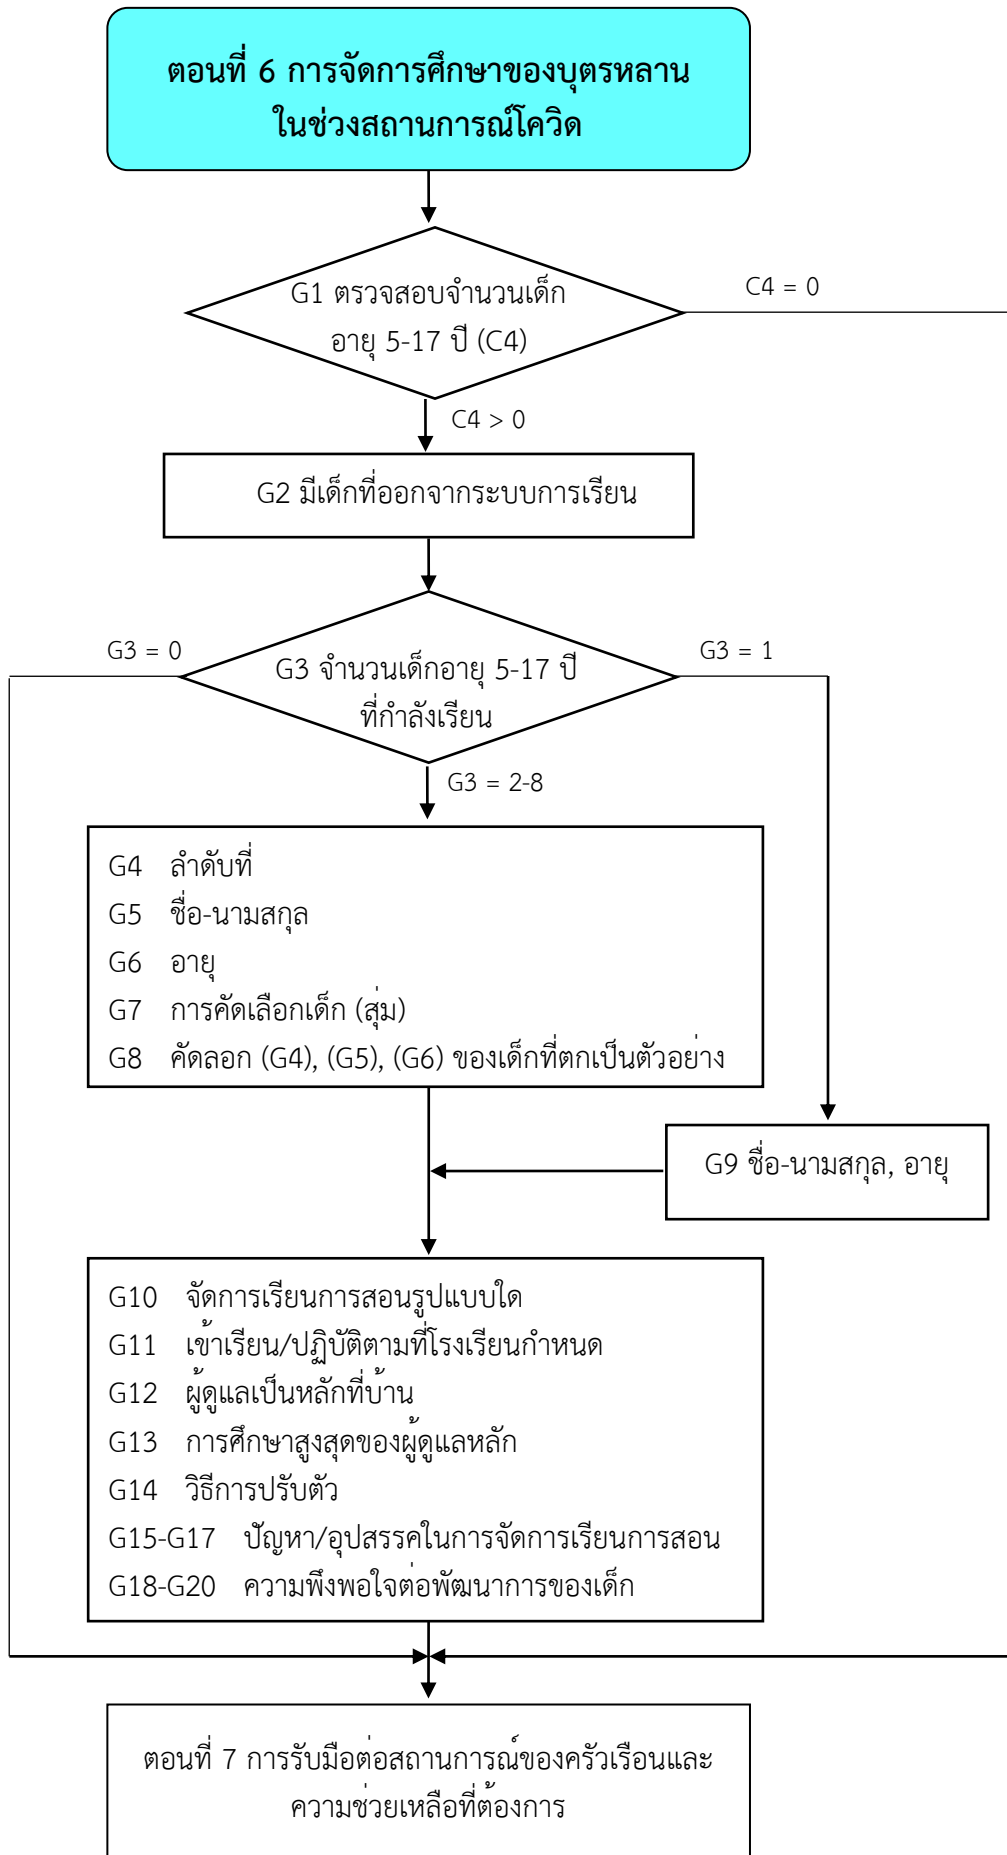 ตอนที่ 6 การจัดการศึกษาของบุตรหลาน
ในช่วงสถานการณ์โควิด
G1 ตรวจสอบจำนวนเด็ก
อายุ 5-17 ปี (C4)
C4 = 0
C4 > 0
G2 มีเด็กที่ออกจากระบบการเรียน
G3 = 0
G3 จำนวนเด็กอายุ 5-17 ปี
ที่กำลังเรียน
G3 = 1
G3 = 2-8
G4 ลำดับที่
G5 ชื่อ-นามสกุล
G6 อายุ
G7 การคัดเลือกเด็ก (สุ่ม)
G8 คัดลอก (G4), (G5), (G6) ของเด็กที่ตกเป็นตัวอย่าง
G9 ชื่อ-นามสกุล, อายุ
G10 จัดการเรียนการสอนรูปแบบใด
G11 เข้าเรียน/ปฏิบัติตามที่โรงเรียนกำหนด
G12 ผู้ดูแลเป็นหลักที่บ้าน
G13 การศึกษาสูงสุดของผู้ดูแลหลัก
G14 วิธีการปรับตัว
G15-G17 ปัญหา/อุปสรรคในการจัดการเรียนการสอน
G18-G20 ความพึงพอใจต่อพัฒนาการของเด็ก
ตอนที่ 7 การรับมือต่อสถานการณ์ของครัวเรือนและ
ความช่วยเหลือที่ต้องการ